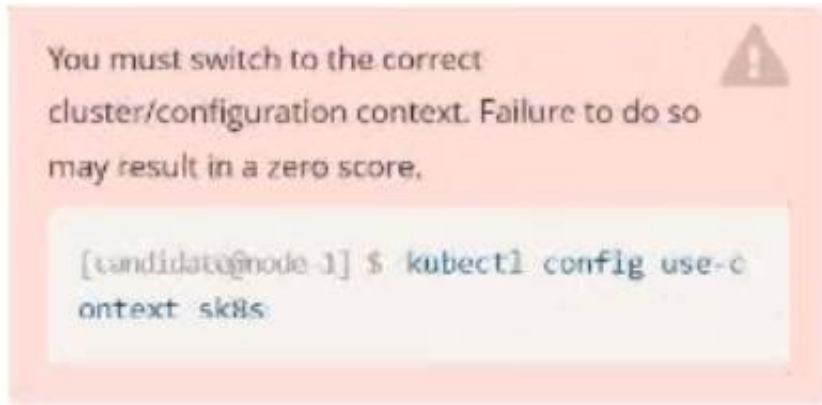 You must switch to the correct
cluster/configuration context. Failure to do so
may result in a zero score.
[candidate@node-1] $ kubectl config use-c
ontext sk8s